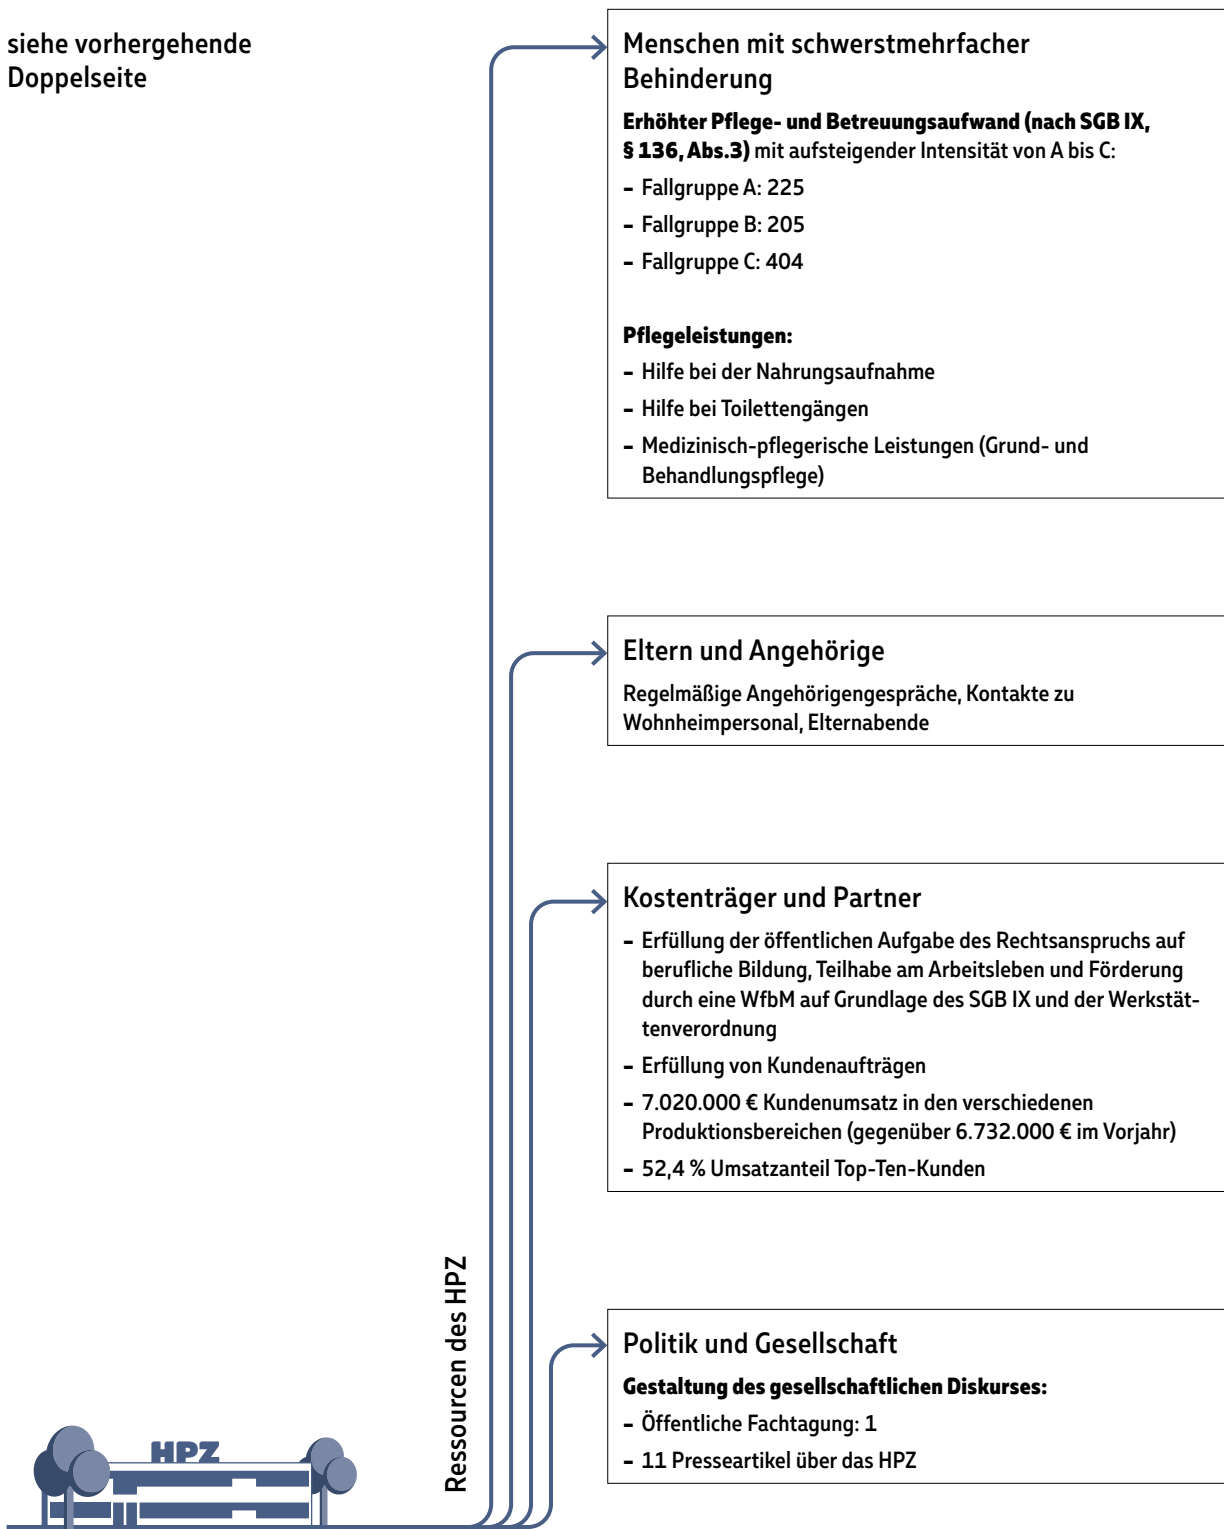 siehe vorhergehende
Doppelseite
Menschen mit schwerstmehrfacher
Behinderung
Erhöhter Pflege- und Betreuungsaufwand (nach SGB IX,
§ 136, Abs.3) mit aufsteigender Intensität von A bis C:
– Fallgruppe A: 225
– Fallgruppe B: 205
– Fallgruppe C: 404
Pflegeleistungen:
– Hilfe bei der Nahrungsaufnahme
– Hilfe bei Toilettengängen
– Medizinisch-pflegerische Leistungen (Grund- und
Behandlungspflege)
Eltern und Angehörige
Regelmäßige Angehörigengespräche, Kontakte zu
Wohnheimpersonal, Elternabende
Kostenträger und Partner
– Erfüllung der öffentlichen Aufgabe des Rechtsanspruchs auf
berufliche Bildung, Teilhabe am Arbeitsleben und Förderung
durch eine WfbM auf Grundlage des SGB IX und der Werkstät-
tenverordnung
– Erfüllung von Kundenaufträgen
– 7.020.000 € Kundenumsatz in den verschiedenen
Produktionsbereichen (gegenüber 6.732.000 € im Vorjahr)
– 52,4 % Umsatzanteil Top-Ten-Kunden
Ressourcen des HPZ
Politik und Gesellschaft
Gestaltung des gesellschaftlichen Diskurses:
– Öffentliche Fachtagung: 1
– 11 Presseartikel über das HPZ
HPZ